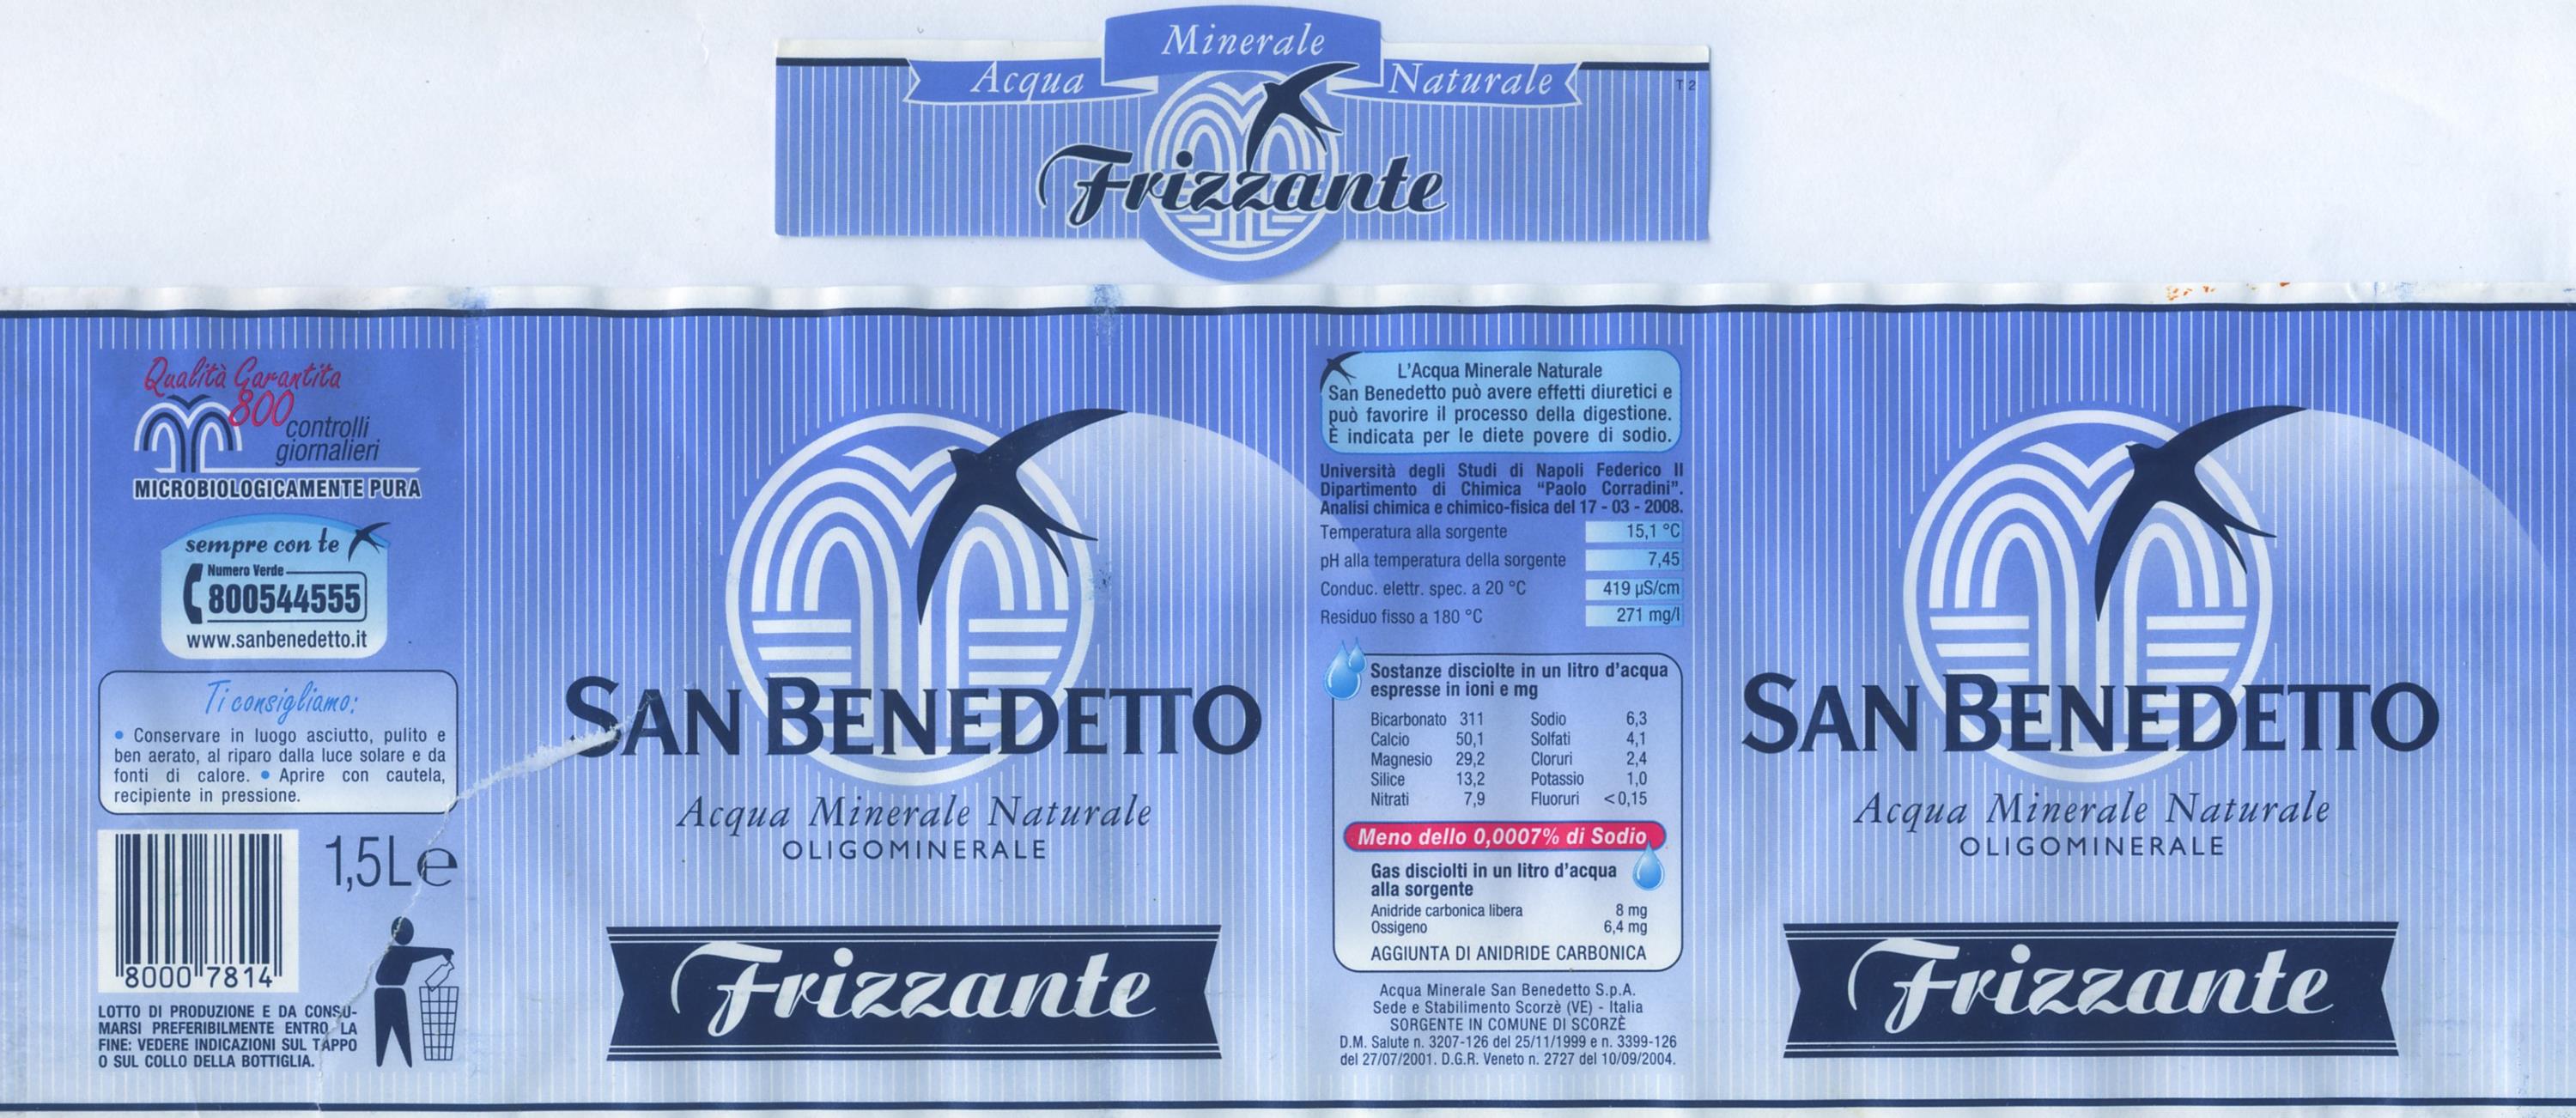 Minerale
Acqua
Naturale
T 2
Frizzante
Qualità Garantita
800
controlli
giornalieri
MICROBIOLOGICAMENTE PURA
sempre con te
Numero Verde
800544555
www.sanbenedetto.it
Ti consigliamo:
• Conservare in luogo asciutto, pulito e
ben aerato, al riparo dalla luce solare e da
fonti di calore. • Aprire con cautela,
recipiente in pressione.
1,5L e
8000 7814
LOTTO DI PRODUZIONE E DA CONSU-
MARSI PREFERIBILMENTE ENTRO LA
FINE: VEDERE INDICAZIONI SUL TAPPO
O SUL COLLO DELLA BOTTIGLIA.
SAN BENEDETTO
Acqua Minerale Naturale
OLIGOMINERALE
Frizzante
L'Acqua Minerale Naturale
San Benedetto può avere effetti diuretici e
può favorire il processo della digestione.
È indicata per le diete povere di sodio.
Università degli Studi di Napoli Federico II
Dipartimento di Chimica “Paolo Corradini”.
Analisi chimica e chimico-fisica del 17 - 03 - 2008.
Temperatura alla sorgente 15,1 °C
pH alla temperatura della sorgente 7,45
Conduc. elettr. spec. a 20 °C 419 µS/cm
Residuo fisso a 180 °C 271 mg/l
Sostanze disciolte in un litro d'acqua
espresse in ioni e mg
Bicarbonato 311 Sodio 6,3
Calcio 50,1 Solfati 4,1
Magnesio 29,2 Cloruri 2,4
Silice 13,2 Potassio 1,0
Nitrati 7,9 Fluoruri <0,15
Meno dello 0,0007% di Sodio
Gas disciolti in un litro d'acqua
alla sorgente
Anidride carbonica libera 8 mg
Ossigeno 6,4 mg
AGGIUNTA DI ANIDRIDE CARBONICA
Acqua Minerale San Benedetto S.p.A.
Sede e Stabilimento Scorzè (VE) - Italia
SORGENTE IN COMUNE DI SCORZÈ
D.M. Salute n. 3207-126 del 25/11/1999 e n. 3399-126
del 27/07/2001. D.G.R. Veneto n. 2727 del 10/09/2004.
SAN BENEDETTO
Acqua Minerale Naturale
OLIGOMINERALE
Frizzante